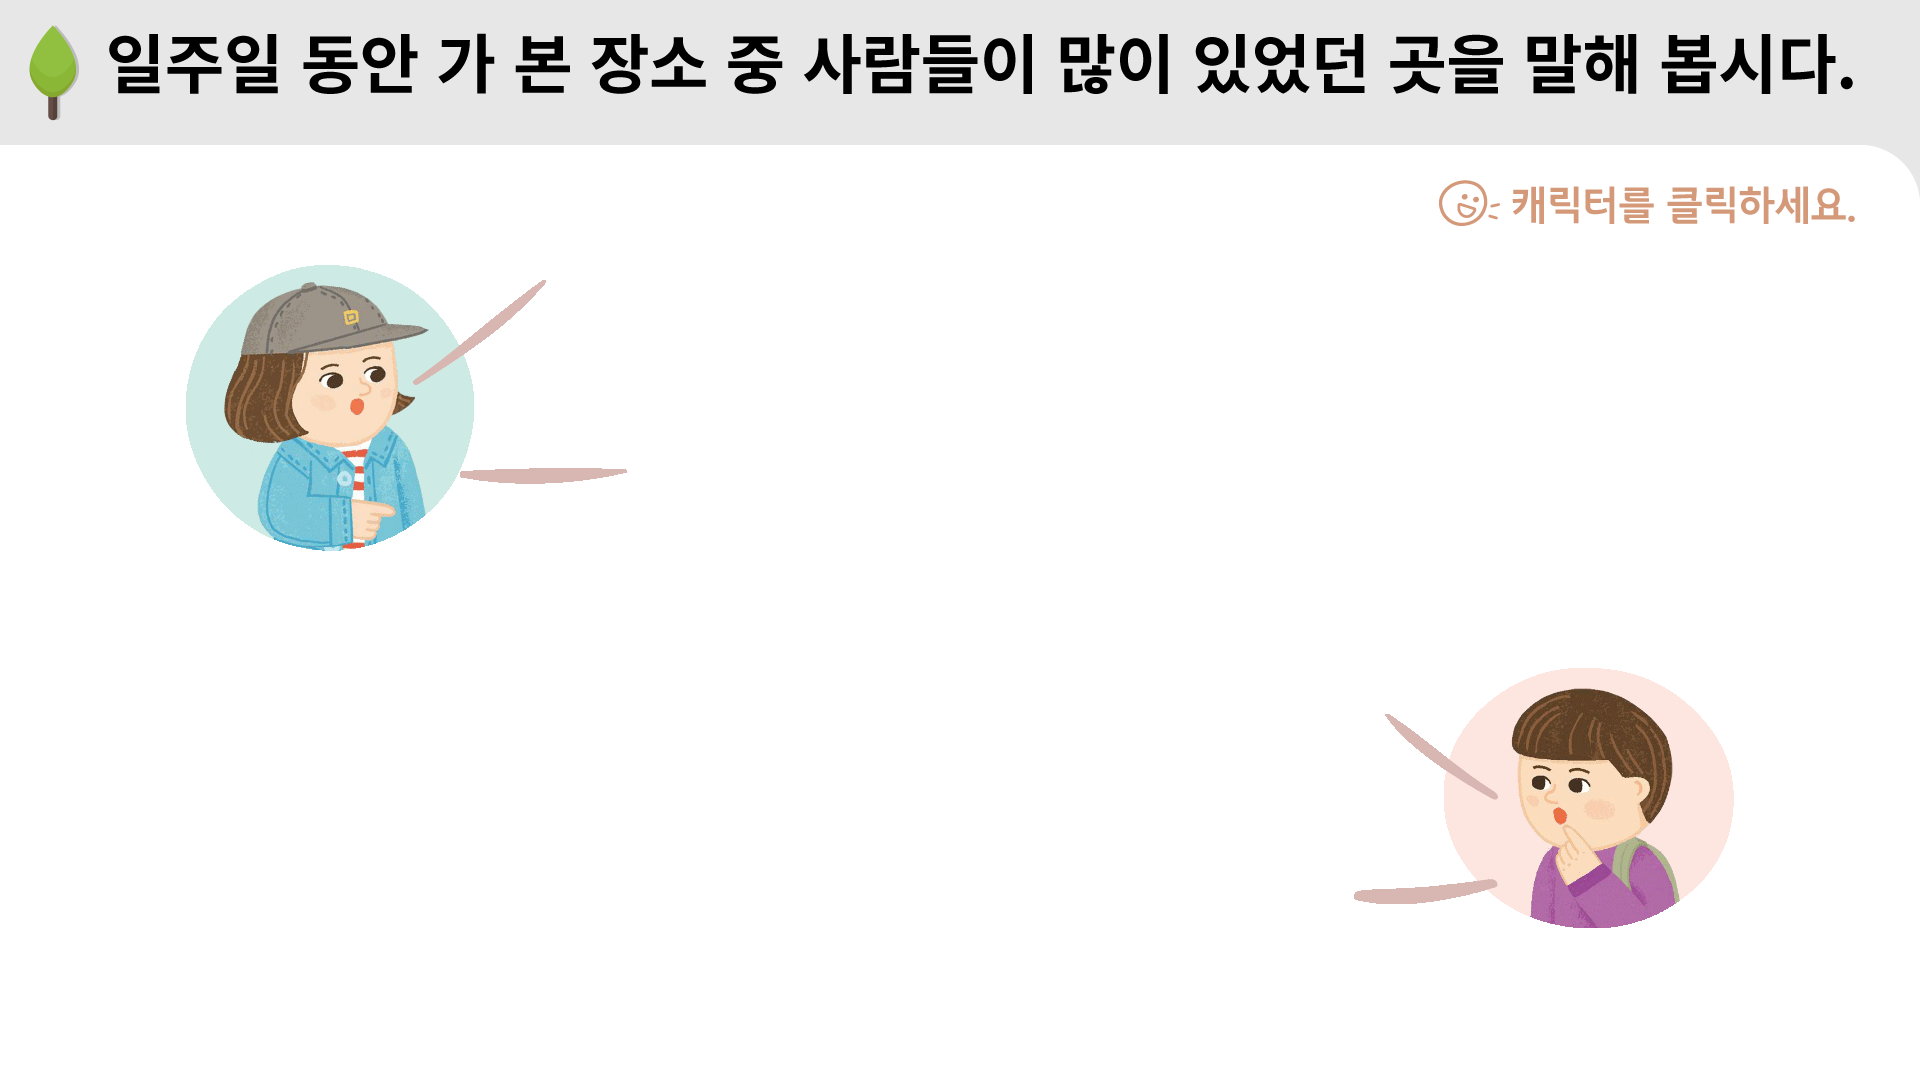 일주일 동안 가 본 장소 중 사람들이 많이 있었던 곳을 말해 봅시다.
캐릭터를 클릭하세요.